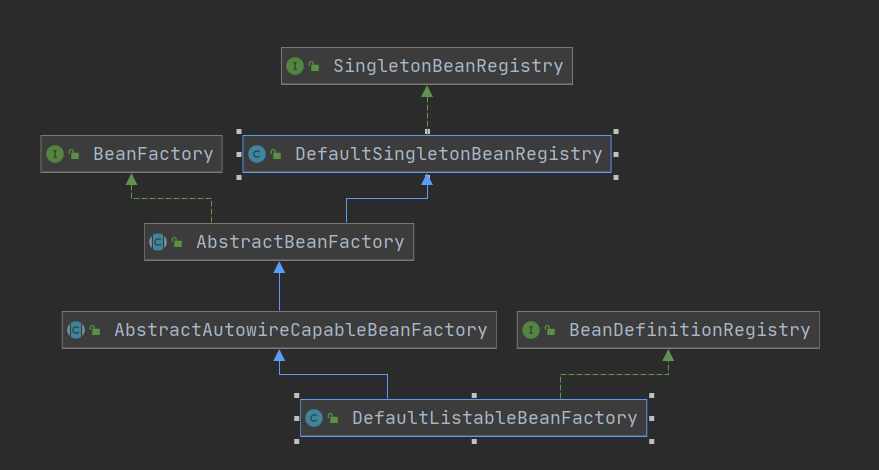 SingletonBeanRegistry
BeanFactory
DefaultSingletonBeanRegistry
AbstractBeanFactory
AbstractAutowireCapableBeanFactory
BeanDefinitionRegistry
DefaultListableBeanFactory